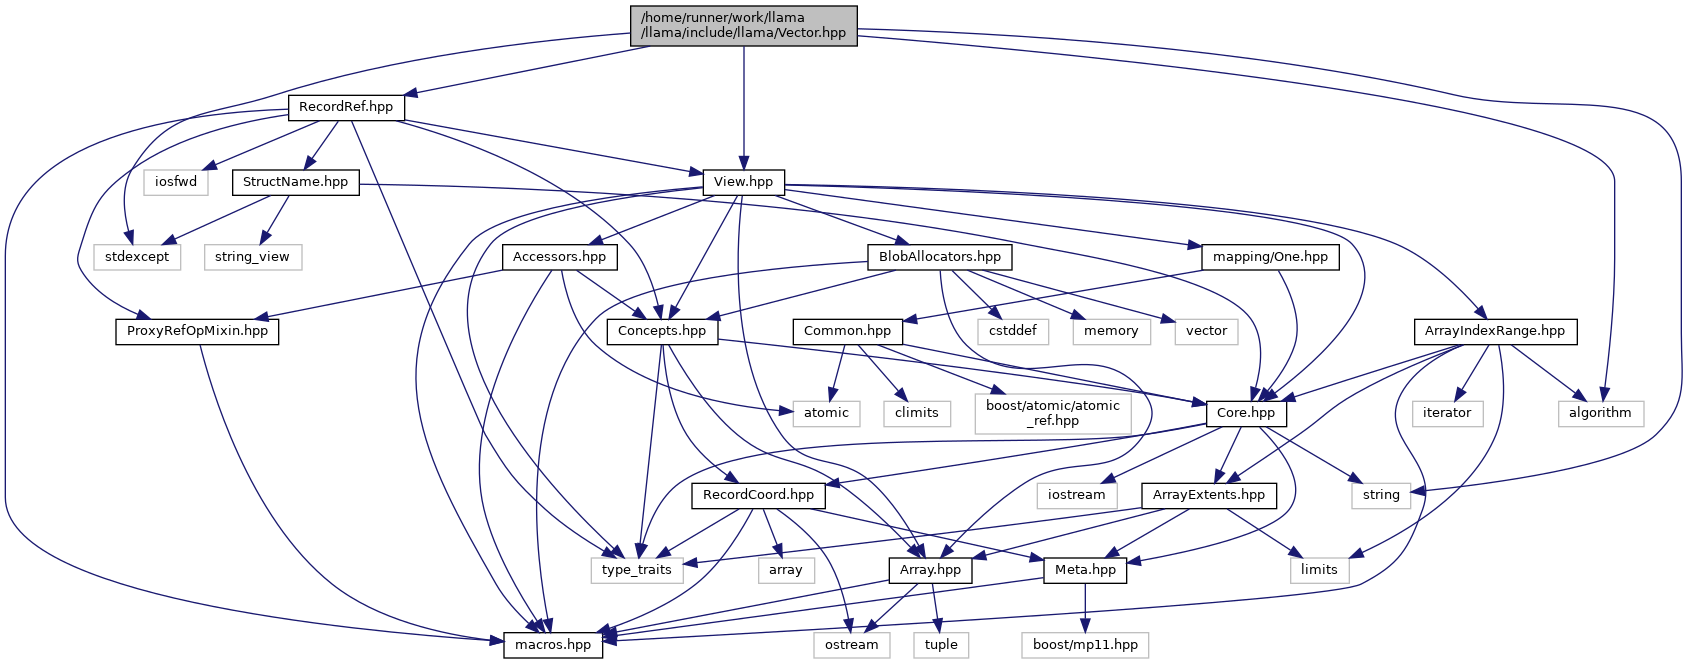 /home/runner/work/llama
/llama/include/llama/Vector.hpp
RecordRef.hpp
iosfwd
StructName.hpp
View.hpp
stdexcept
string_view
Accessors.hpp
BlobAllocators.hpp
mapping/One.hpp
ProxyRefOpMixin.hpp
Concepts.hpp
Common.hpp
cstddef
memory
vector
ArrayIndexRange.hpp
atomic
climits
boost/atomic/atomic
_ref.hpp
Core.hpp
iterator
algorithm
RecordCoord.hpp
iostream
ArrayExtents.hpp
string
type_traits
array
Array.hpp
Meta.hpp
limits
macros.hpp
ostream
tuple
boost/mp11.hpp